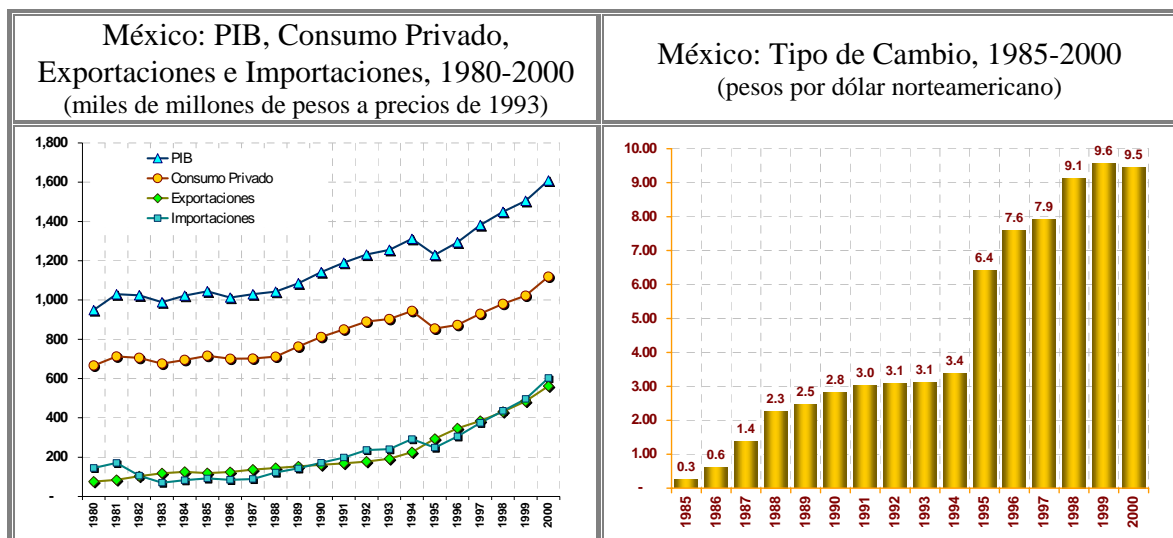 México: PIB, Consumo Privado,
Exportaciones e Importaciones, 1980-2000
(miles de millones de pesos a precios de 1993)
México: Tipo de Cambio, 1985-2000
(pesos por dólar norteamericano)
1,800
1,600
1,400
1,200
1,000
800
600
400
200
-
PIB
Consumo Privado
Exportaciones
Importaciones
1980 1981 1982 1983 1984 1985 1986 1987 1988 1989 1990 1991 1992 1993 1994 1995 1996 1997 1998 1999 2000
10.00
9.00
8.00
7.00
6.00
5.00
4.00
3.00
2.00
1.00
-
0.3 0.6 1.4 2.3 2.5 2.8 3.0 3.1 3.1 3.4 6.4 7.6 7.9 9.1 9.6 9.5
1985 1986 1987 1988 1989 1990 1991 1992 1993 1994 1995 1996 1997 1998 1999 2000